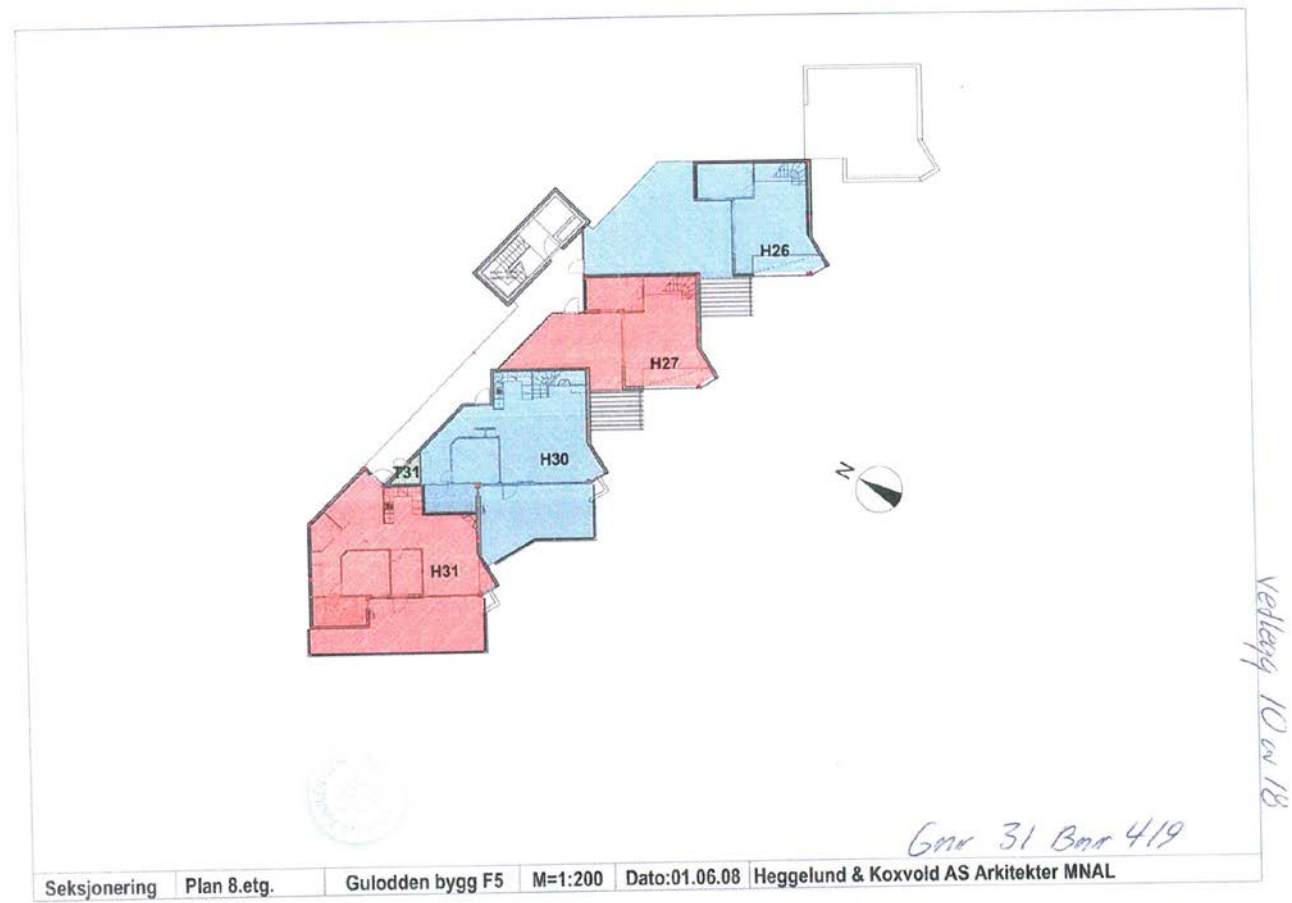 H26
H27
H30
T31
H31
N
Vedlegg 10 av 18
Gnr 31 Bnr 419
Seksjonering Plan 8.etg. Gulodden bygg F5 M=1:200 Dato:01.06.08 Heggelund & Koxvold AS Arkitekter MNAL